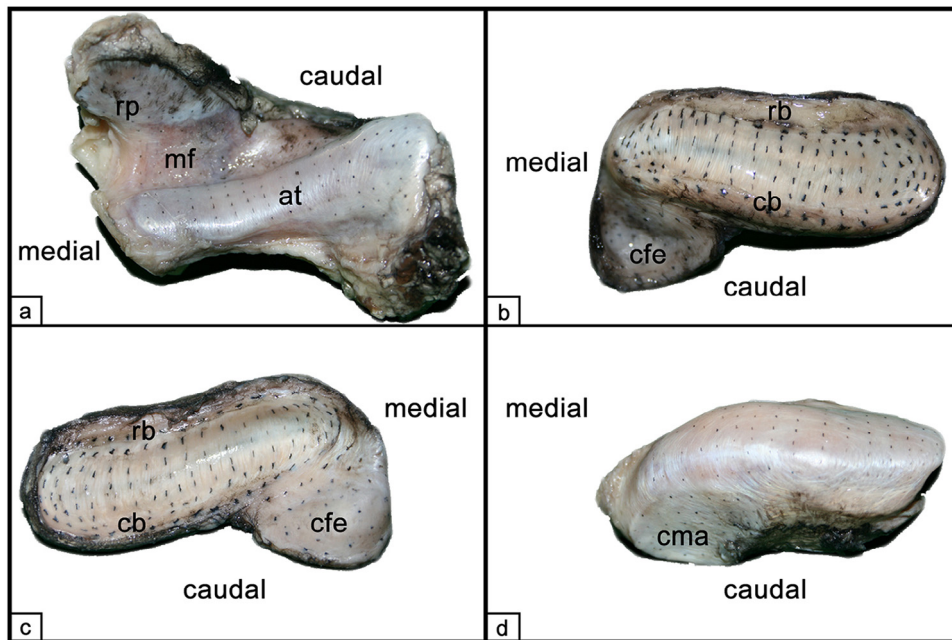 caudal
rp
mf
at
medial
a
rb
medial
cb
cfe
caudal
b
medial
rb
cb
cfe
caudal
c
medial
cma
caudal
d